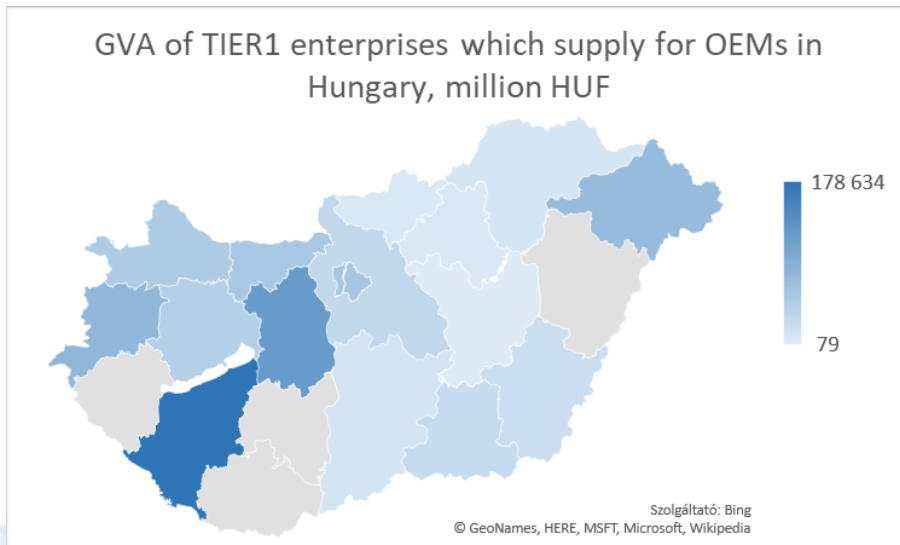 GVA of TIER1 enterprises which supply for OEMs in
Hungary, million HUF
178 634
79
Szolgáltató: Bing
© GeoNames, HERE, MSFT, Microsoft, Wikipedia